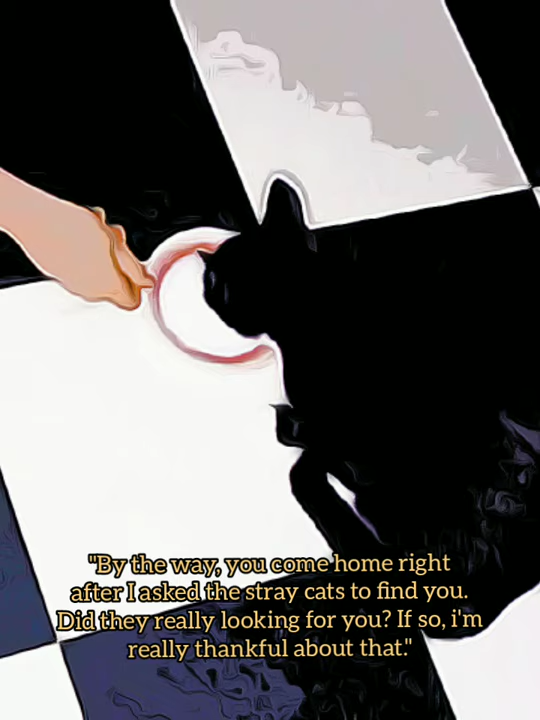 "By the way, you come home right
after I asked the stray cats to find you.
Did they really looking for you? If so, i'm
really thankful about that."